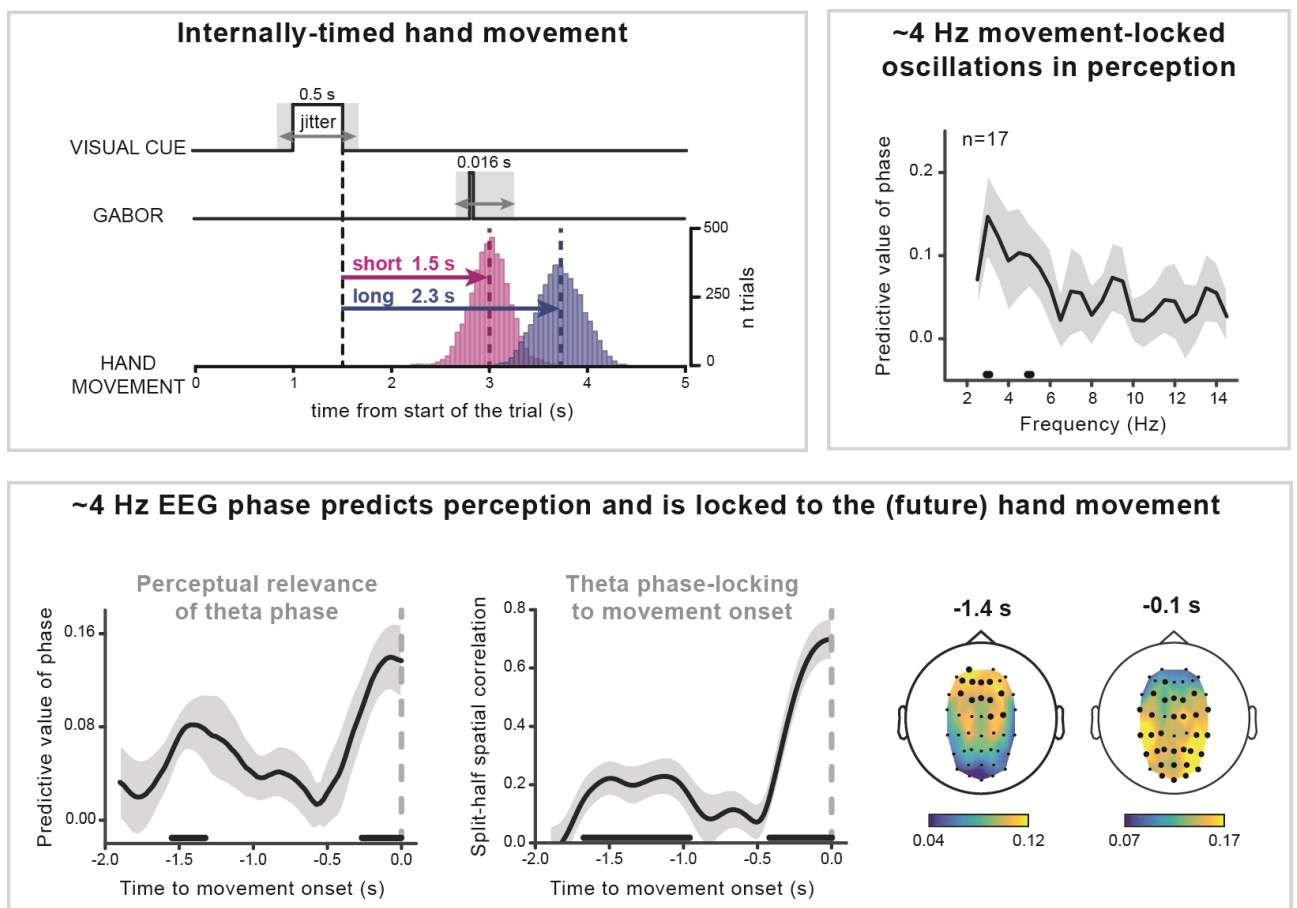 Internally-timed hand movement
0.5 s
jitter
VISUAL CUE
0.016 s
GABOR
500
short 1.5 s
long 2.3 s
250
n trials
0
HAND
MOVEMENT
0 1 2 3 4 5
time from start of the trial (s)
~4 Hz movement-locked
oscillations in perception
n=17
0.2
0.1
0.0
Predictive value of phase
2 4 6 8 10 12 14
Frequency (Hz)
~4 Hz EEG phase predicts perception and is locked to the (future) hand movement
Perceptual relevance
of theta phase
Predictive value of phase
0.16
0.08
0.00
-2.0 -1.5 -1.0 -0.5 0.0
Time to movement onset (s)
Theta phase-locking
to movement onset
Split-half spatial correlation
0.8
0.6
0.4
0.2
0.0
-2.0 -1.5 -1.0 -0.5 0.0
Time to movement onset (s)
-1.4 s
0.04 0.12
-0.1 s
0.07 0.17